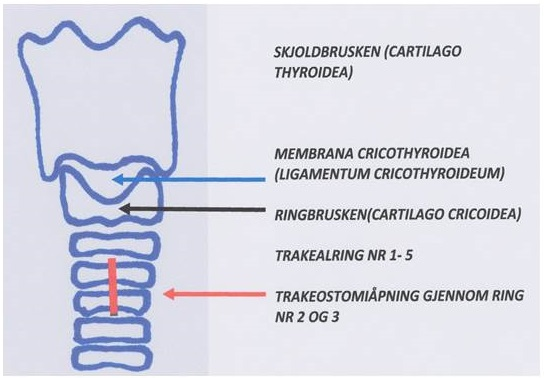 SKJOLDBRUSKEN (CARTILAGO
THYROIDEA)
MEMBRANA CRICOTHYROIDEA
(LIGAMENTUM CRICOTHYROIDEUM)
RINGBRUSKEN(CARTILAGO CRICOIDEA)
TRAKEALRING NR 1- 5
TRAKEOSTOMIÅPNING GJENNOM RING
NR 2 OG 3